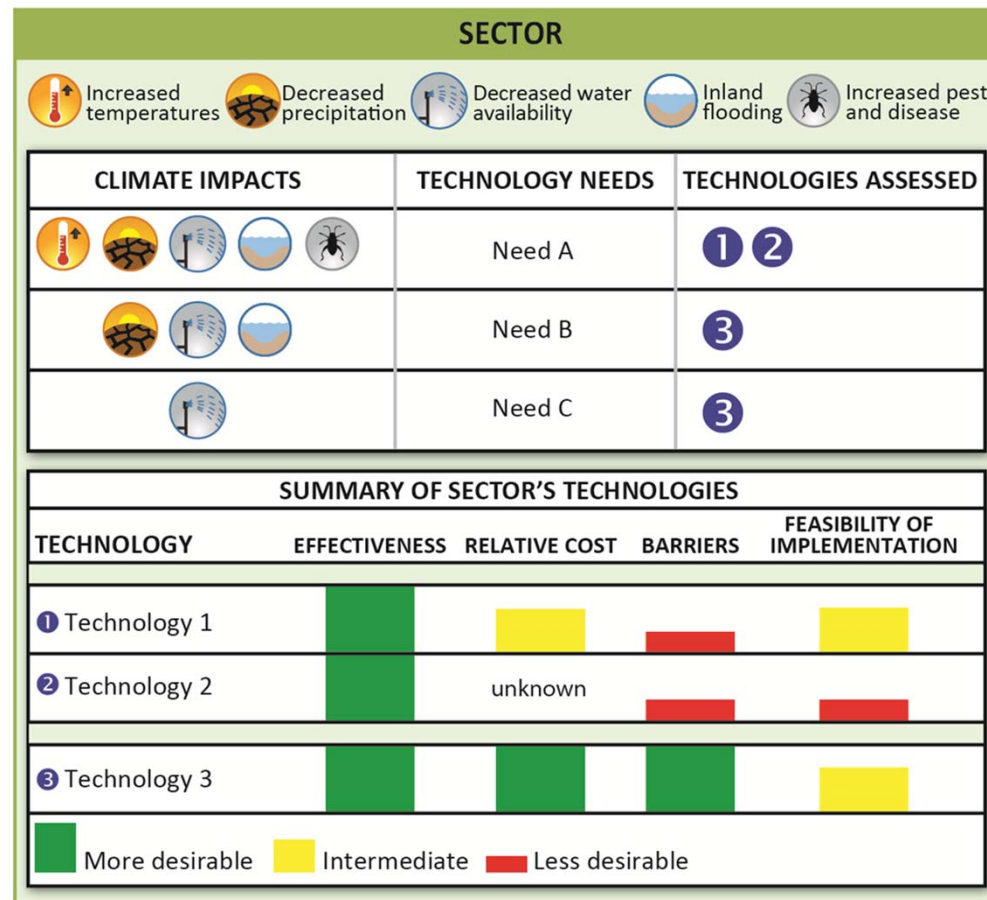 SECTOR
Increased temperatures
Decreased precipitation
Decreased water availability
Inland flooding
Increased pest and disease
CLIMATE IMPACTS TECHNOLOGY NEEDS TECHNOLOGIES ASSESSED
Need A 1 2
Need B 3
Need C 3
SUMMARY OF SECTOR'S TECHNOLOGIES
TECHNOLOGY EFFECTIVENESS RELATIVE COST BARRIERS FEASIBILITY OF IMPLEMENTATION
1 Technology 1
2 Technology 2 unknown
3 Technology 3
More desirable Intermediate Less desirable